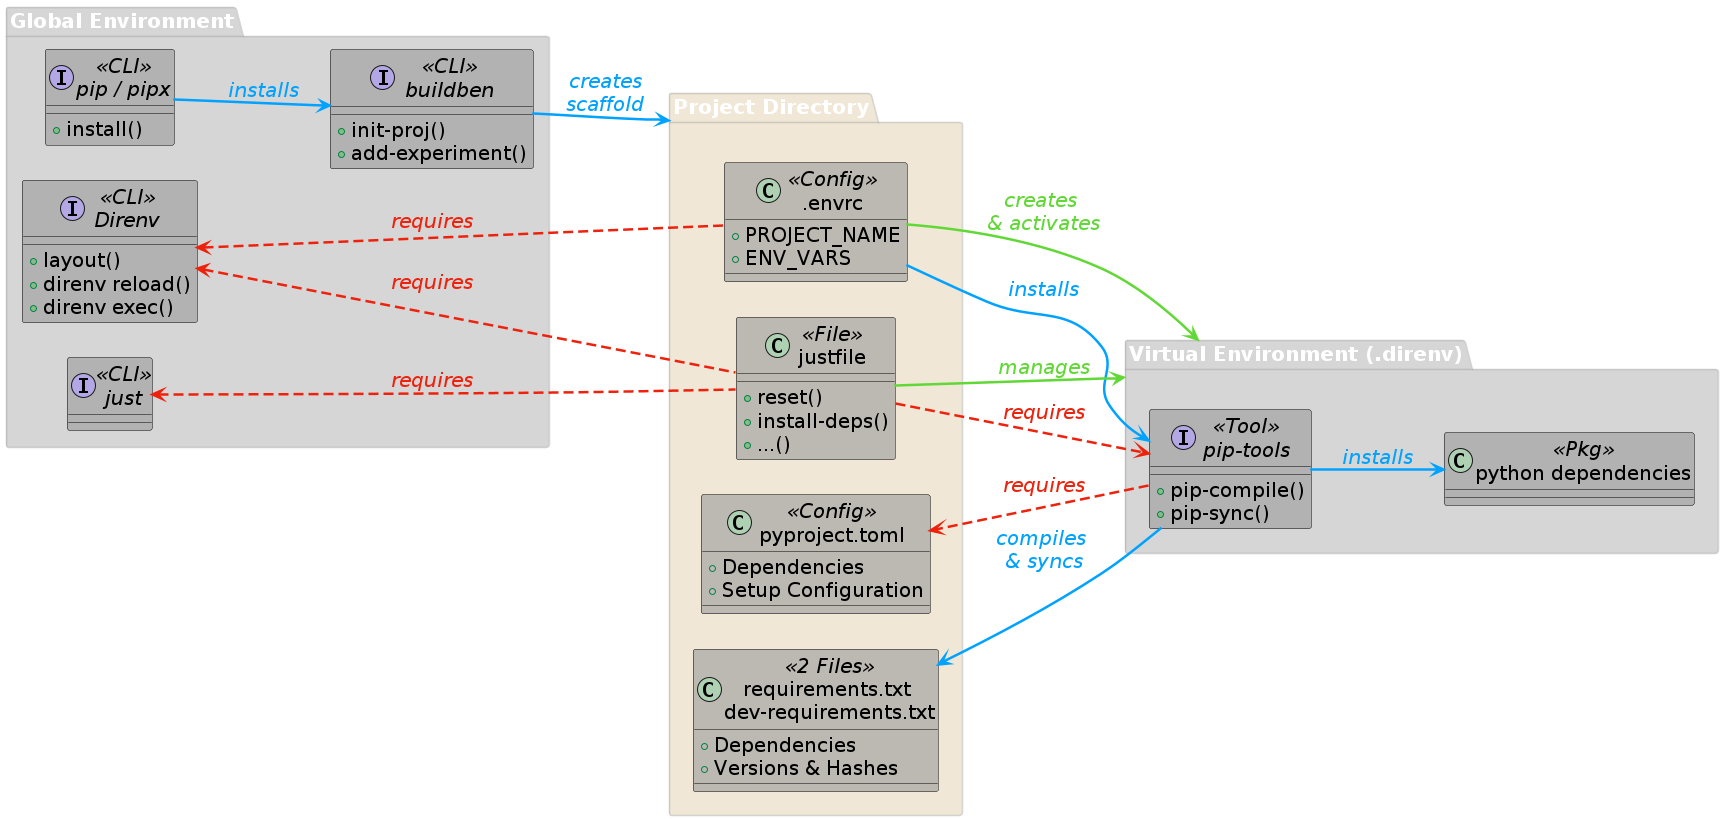 Global Environment
I
«CLI»
pip / pipx
install()
installs
I
«CLI»
buildben
init-proj()
add-experiment()
creates
scaffold
I
«CLI»
Direnv
layout()
direnv reload()
direnv exec()
requires
requires
I
«CLI»
just
requires
Project Directory
C
«Config»
.envrc
PROJECT_NAME
ENV_VARS
C
«File»
justfile
reset()
install-deps()
...()
C
«Config»
pyproject.toml
Dependencies
Setup Configuration
C
«2 Files»
requirements.txt
dev-requirements.txt
Dependencies
Versions & Hashes
creates
& activates
installs
manages
requires
requires
compiles
& syncs
Virtual Environment (.direnv)
I
«Tool»
pip-tools
pip-compile()
pip-sync()
installs
C
«Pkg»
python dependencies